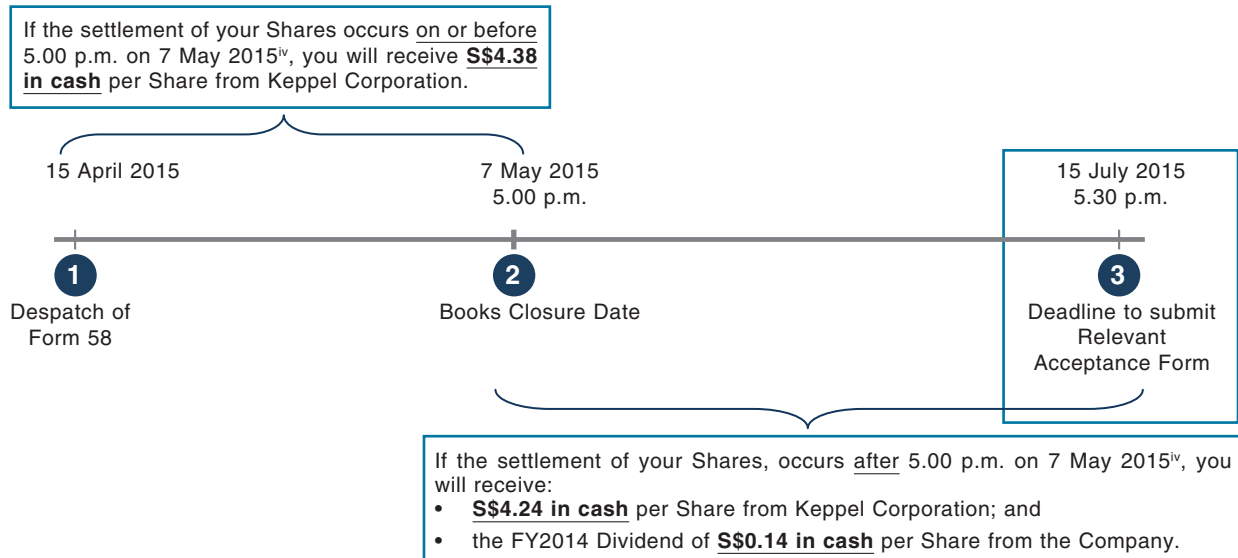 If the settlement of your Shares occurs on or before
5.00 p.m. on 7 May 2015iv, you will receive S$4.38
in cash per Share from Keppel Corporation.
15 April 2015
7 May 2015
5.00 p.m.
15 July 2015
5.30 p.m.
1
2
3
Despatch of
Form 58
Books Closure Date
Deadline to submit
Relevant
Acceptance Form
If the settlement of your Shares, occurs after 5.00 p.m. on 7 May 2015iv, you
will receive:
• S$4.24 in cash per Share from Keppel Corporation; and
• the FY2014 Dividend of S$0.14 in cash per Share from the Company.